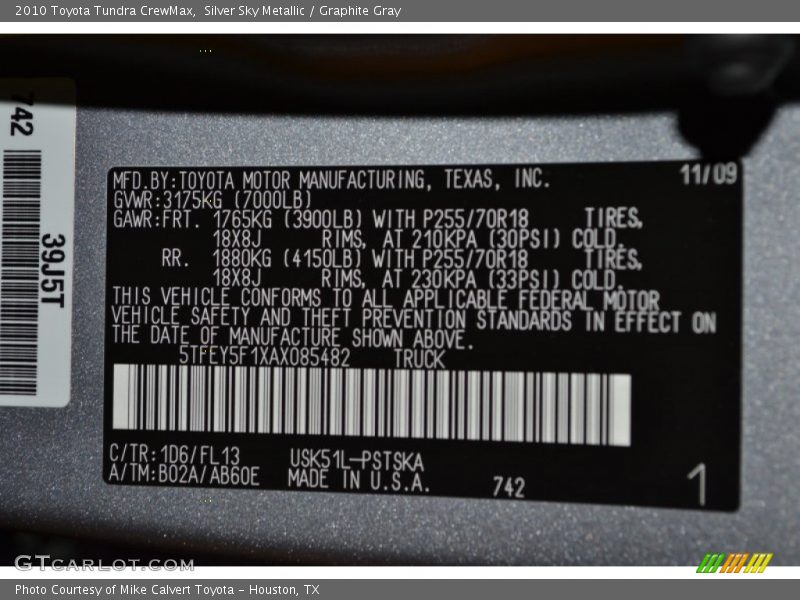 2010 Toyota Tundra CrewMax,  Silver Sky Metallic / Graphite Gray
742
39J5T
11/09
MFD.BY:TOYOTA MOTOR MANUFACTURING, TEXAS, INC.
GVWR:3175KG (7000LB)
GAWR:FRT. 1765KG (3900LB) WITH P255/70R18 TIRES,
18X8J RIMS, AT 210KPA (30PSI) COLD.
RR. 1880KG (4150LB) WITH P255/70R18 TIRES,
18X8J RIMS, AT 230KPA (33PSI) COLD.
THIS VEHICLE CONFORMS TO ALL APPLICABLE FEDERAL MOTOR
VEHICLE SAFETY AND THEFT PREVENTION STANDARDS IN EFFECT ON
THE DATE OF MANUFACTURE SHOWN ABOVE.
5TFEY5F1XAX085482 TRUCK
C/TR:1D6/FL13 USK51L-PSTSKA
A/TM:B02A/AB60E MADE IN U.S.A. 742
1
GTCARLOT.COM
Photo Courtesy of Mike Calvert Toyota - Houston, TX